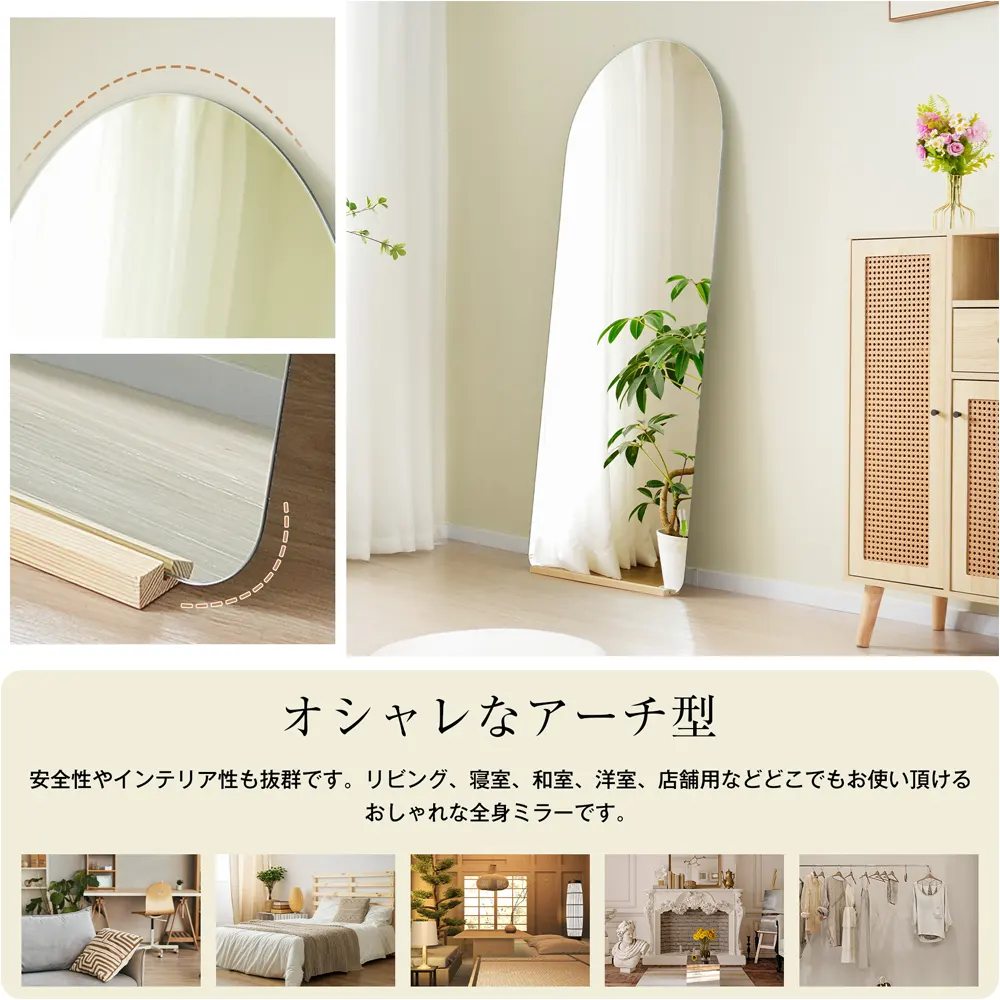 オシャレなアーチ型
安全性やインテリア性も抜群です。リビング、寝室、和室、洋室、店舗用などどこでもお使い頂ける
おしゃれな全身ミラーです。